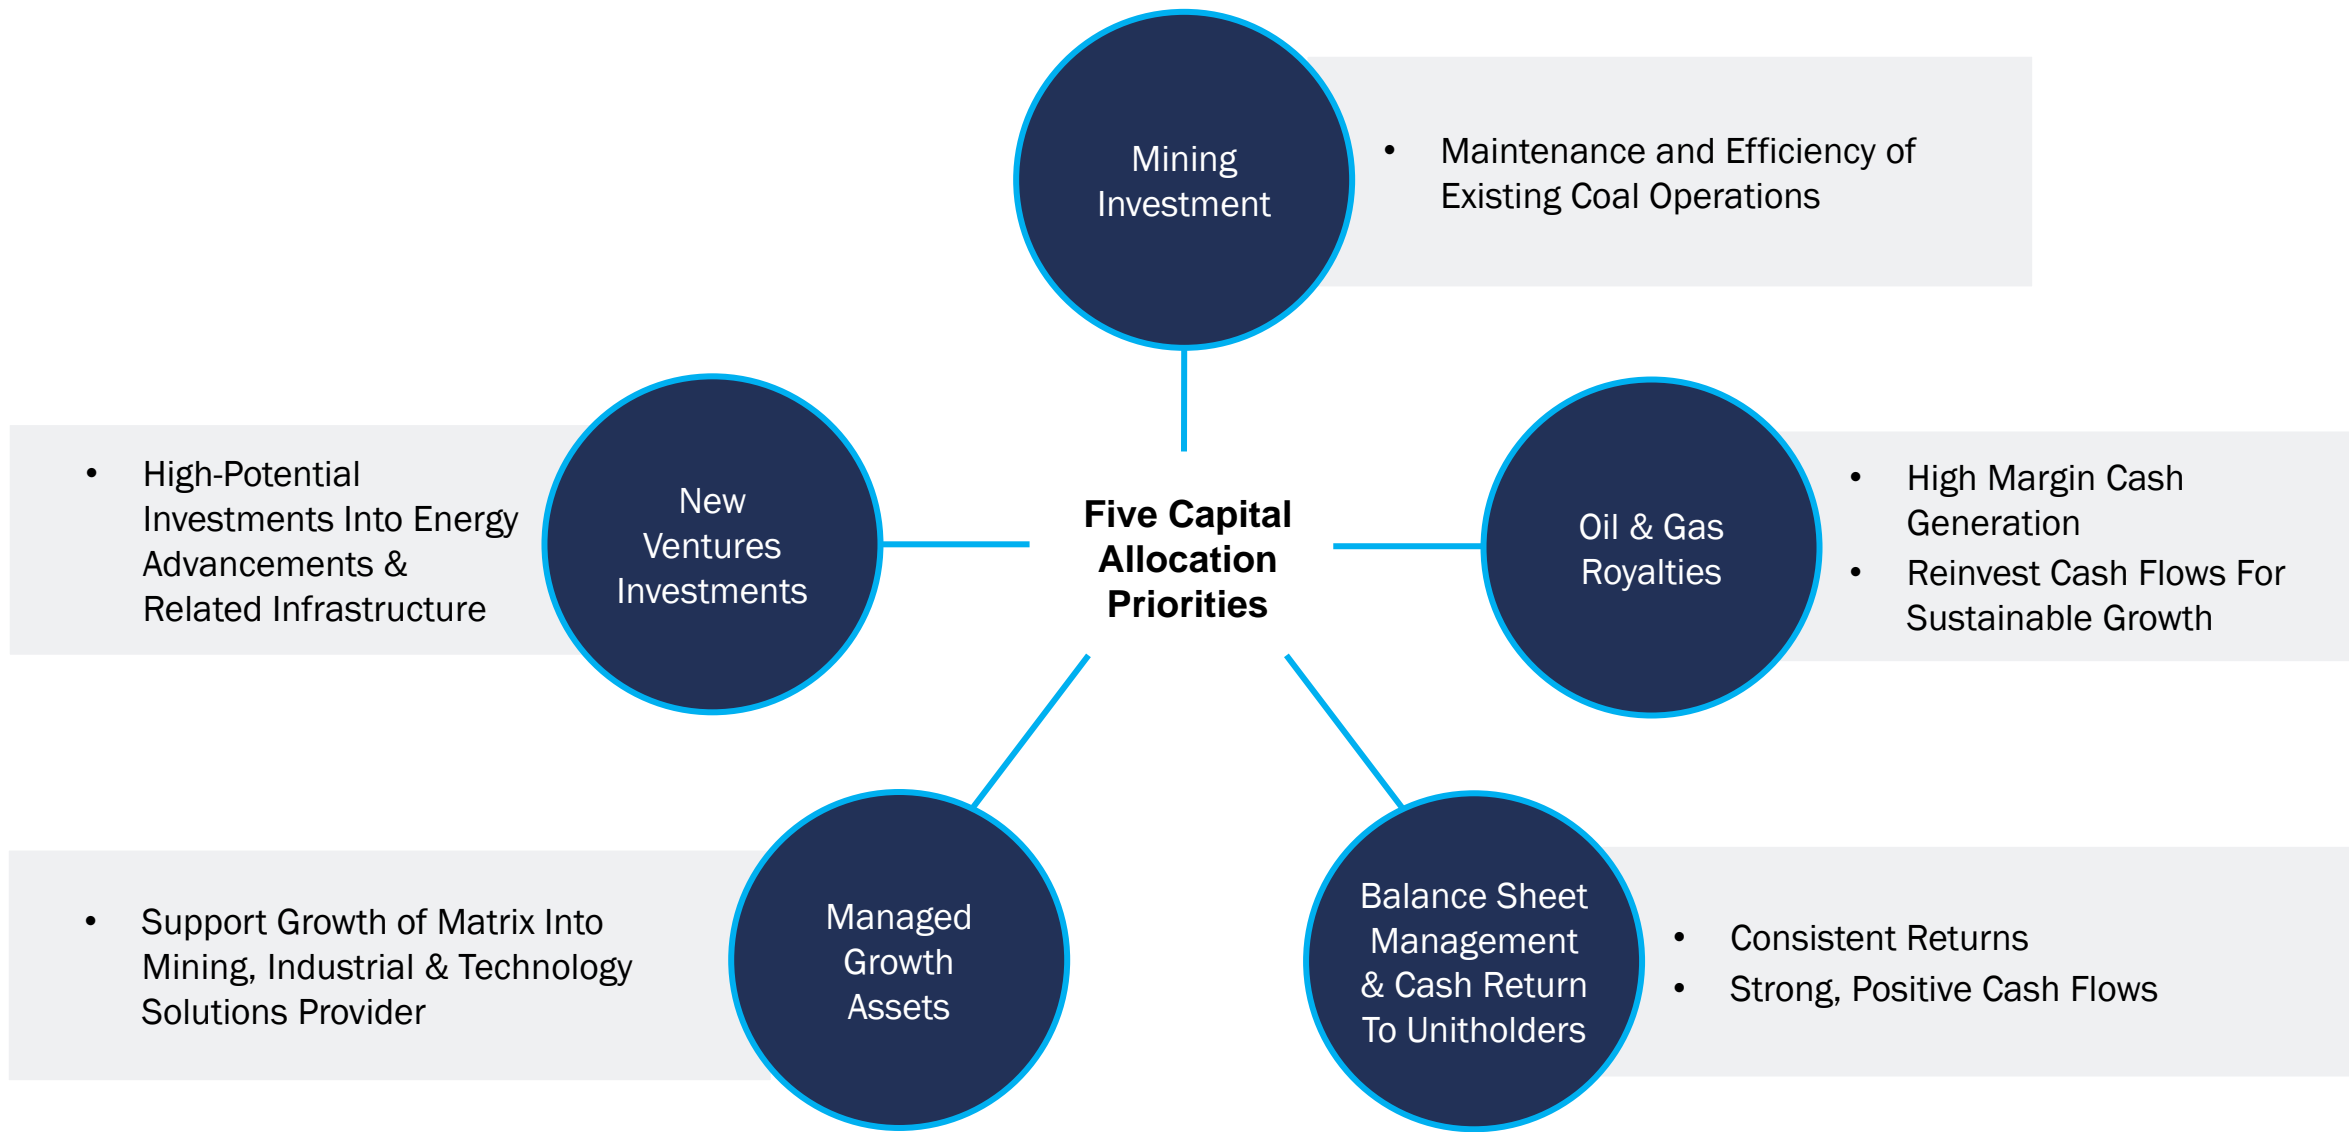 Mining
Investment
• Maintenance and Efficiency of
Existing Coal Operations
• High-Potential
Investments Into Energy
Advancements &
Related Infrastructure
New
Ventures
Investments
Five Capital
Allocation
Priorities
Oil & Gas
Royalties
• High Margin Cash
Generation
• Reinvest Cash Flows For
Sustainable Growth
• Support Growth of Matrix Into
Mining, Industrial & Technology
Solutions Provider
Managed
Growth
Assets
Balance Sheet
Management
& Cash Return
To Unitholders
• Consistent Returns
• Strong, Positive Cash Flows